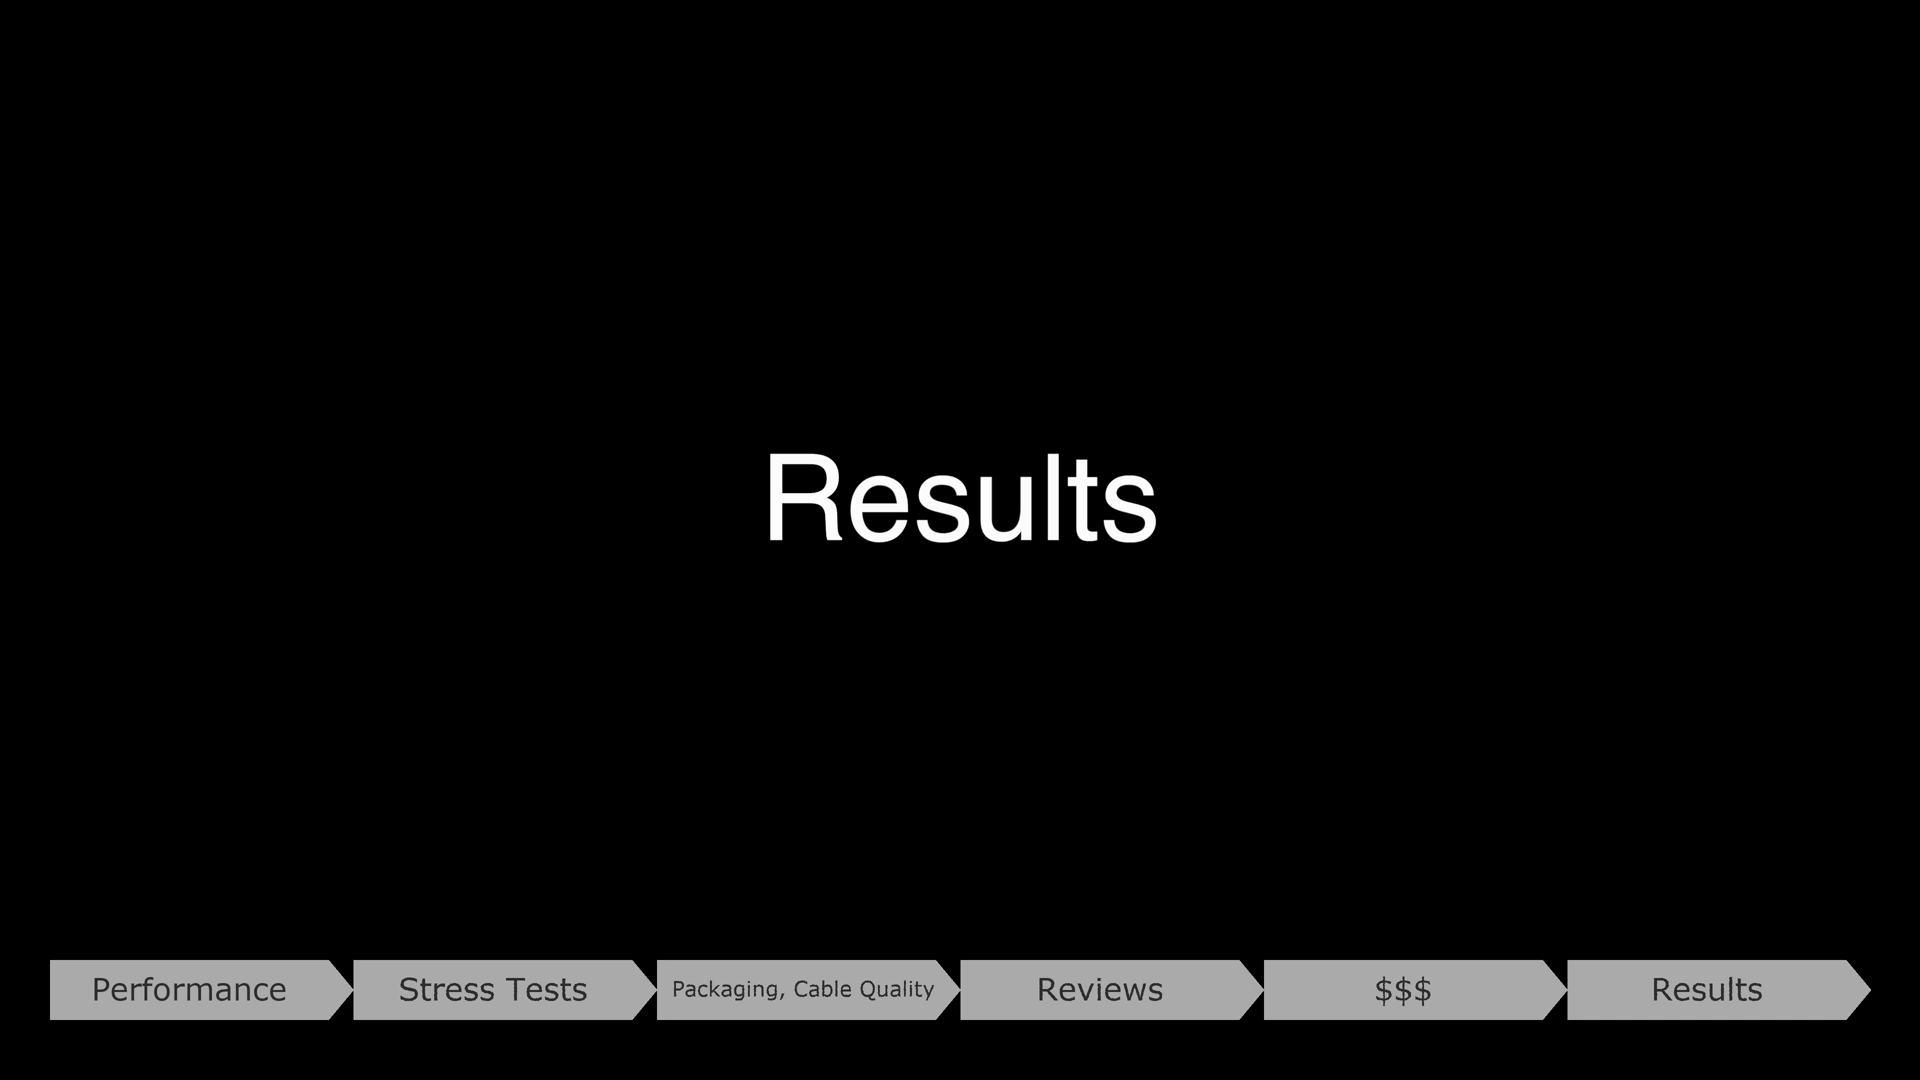 Results
Performance
Stress Tests
Packaging, Cable Quality
Reviews
$$$
Results